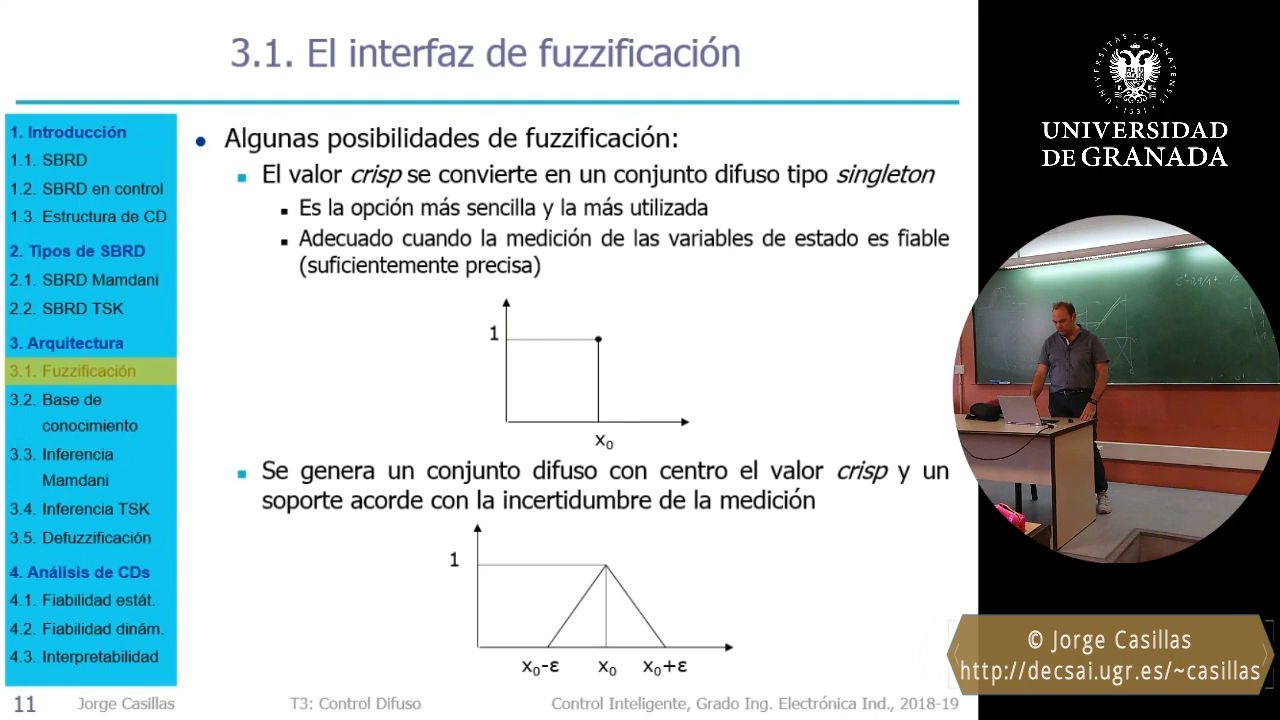 3.1. El interfaz de fuzzificación
1. Introducción
1.1. SBRD
1.2. SBRD en control
1.3. Estructura de CD
2. Tipos de SBRD
2.1. SBRD Mamdani
2.2. SBRD TSK
3. Arquitectura
3.1. Fuzzificación
3.2. Base de
conocimiento
3.3. Inferencia
Mamdani
3.4. Inferencia TSK
3.5. Defuzzificación
4. Análisis de CDs
4.1. Fiabilidad estát.
4.2. Fiabilidad dinám.
4.3. Interpretabilidad
• Algunas posibilidades de fuzzificación:
▪ El valor crisp se convierte en un conjunto difuso tipo singleton
▪ Es la opción más sencilla y la más utilizada
▪ Adecuado cuando la medición de las variables de estado es fiable
(suficientemente precisa)
1
x₀
▪ Se genera un conjunto difuso con centro el valor crisp y un
soporte acorde con la incertidumbre de la medición
1
x₀-ε x₀ x₀+ε
11 Jorge Casillas T3: Control Difuso Control Inteligente, Grado Ing. Electrónica Ind., 2018-19
UNIVERSITAS GRANATENSIS
1531
UNIVERSIDAD
DE GRANADA
© Jorge Casillas
http://decsai.ugr.es/~casillas